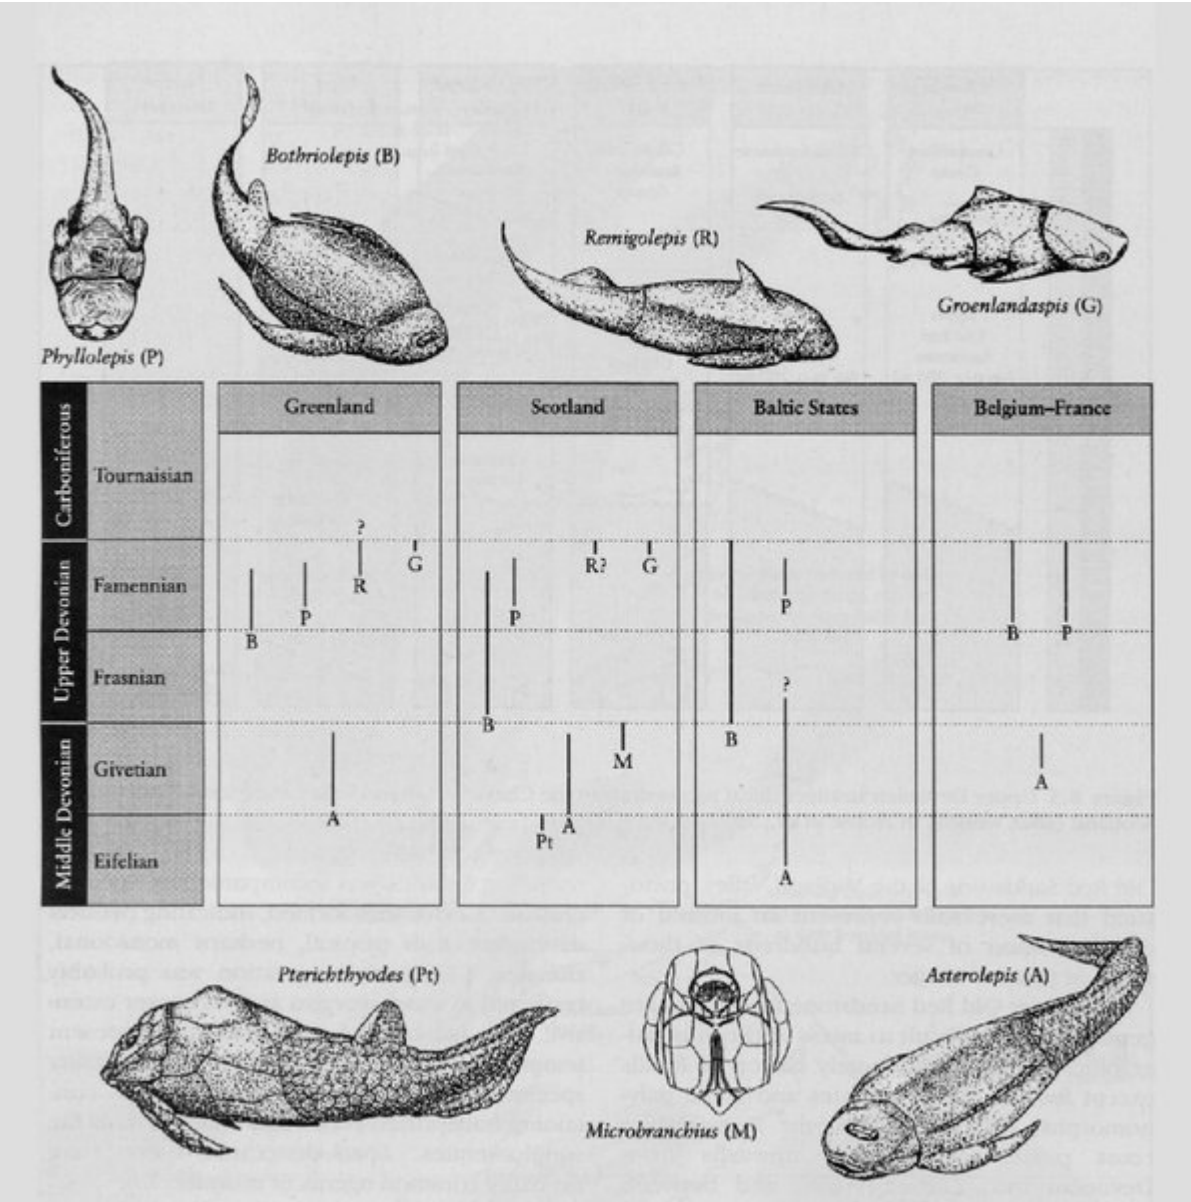 Bothriolepis (B)
Remigolepis (R)
Groenlandaspis (G)
Phyllolepis (P)
Greenland
Scotland
Baltic States
Belgium–France
Carboniferous
Tournaisian
?
Upper Devonian
Famennian
G
R
P
B
R?
G
P
P
B
P
Frasnian
B
?
B
Middle Devonian
Givetian
A
M
A
A
Eifelian
Pt
A
Pterichthyodes (Pt)
Microbranchius (M)
Asterolepis (A)